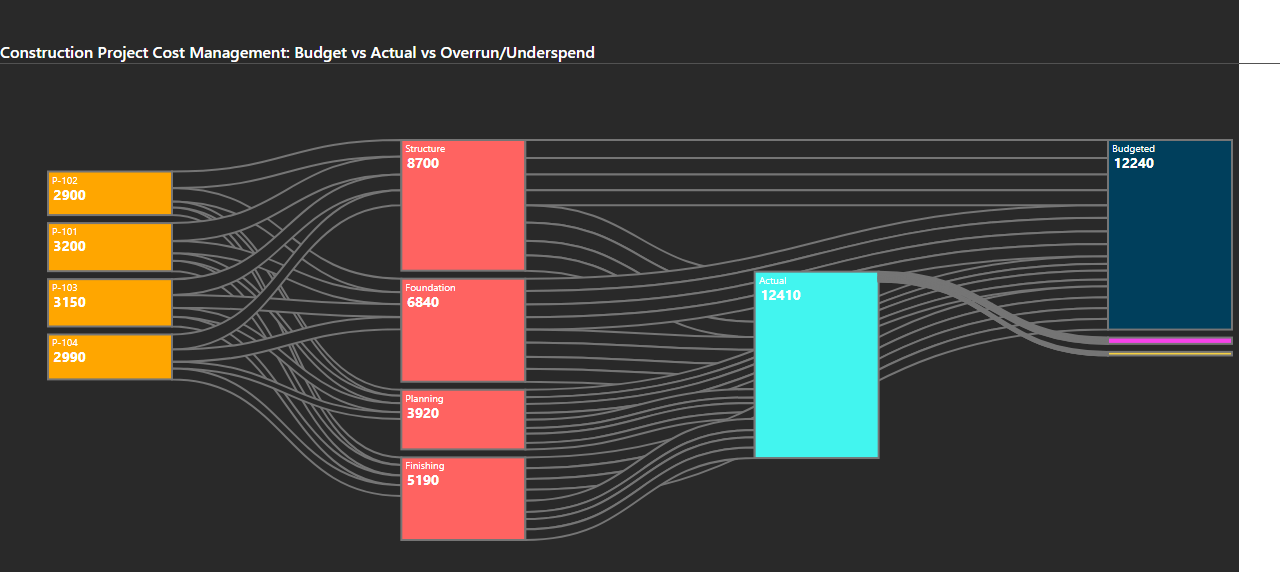 Construction Project Cost Management: Budget vs Actual vs Overrun/Underspend
P-102
2900
P-101
3200
P-103
3150
P-104
2990
Structure
8700
Foundation
6840
Planning
3920
Finishing
5190
Actual
12410
Budgeted
12240